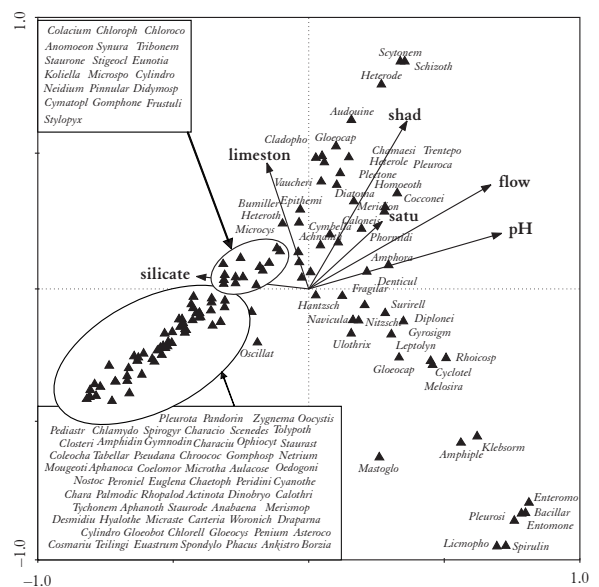 1.0
Colacium Chloroph Chloroco
Anomoeon Synura Tribonem
Staurone Stigeocl Eunotia
Koliella Microspo Cylindro
Neidium Pinnular Didymosp
Cymatopl Gomphone Frustuli
Stylopyx
Scytonem
Schizoth
Heterode
Audouine
shad
Cladopho Gloeocap
limeston
Chamaesi Trentepo
Heterole Pleuroca
Plectone
Vaucheri
Homoeoth
flow
Diatoma
Cocconei
Bumiller Epithemi
Meridion
satu
Heteroth
Caloneis
Microcys
Cymbella
pH
Achnanth
Phormidi
Amphora
silicate
Denticul
Fragilar
Hantzsch
Surirell
Navicula Nitzsch Diplonei
Ulothrix
Gyrosigm
Oscillat
Leptolyn
Gloeocap
Rhoicosp
Cyclotel
Melosira
Pleurota Pandorin Zygnema Oocystis
Pediastr Chlamydo Spirogyr Characio Scenedes Tolypoth
Closteri Amphidin Gymnodin Characiu Ophiocyt Staurast
Coleocha Tabellar Pseudana Chroococ Gomphosp Netrium
Mougeoti Aphanoca Coelomor Microtha Aulacose Oedogoni
Nostoc Peroniel Euglena Chaetoph Peridini Cyanothe
Chara Palmodic Rhopalod Actinota Dinobryo Calothri
Tychonem Aphanoth Staurode Anabaena Merismop
Desmidiu Hyalothe Micraste Carteria Woronich Draparna
Cylindro Gloeobot Chlorell Gloeocys Penium Asteroco
Cosmariu Teilingi Euastrum Spondylo Phacus Ankistro Borzia
Klebsorm
Amphiple
Mastoglo
Enteromo
Pleurosi
Bacillar
Entomone
Licmopho
Spirulin
-1.0
-1.0
1.0